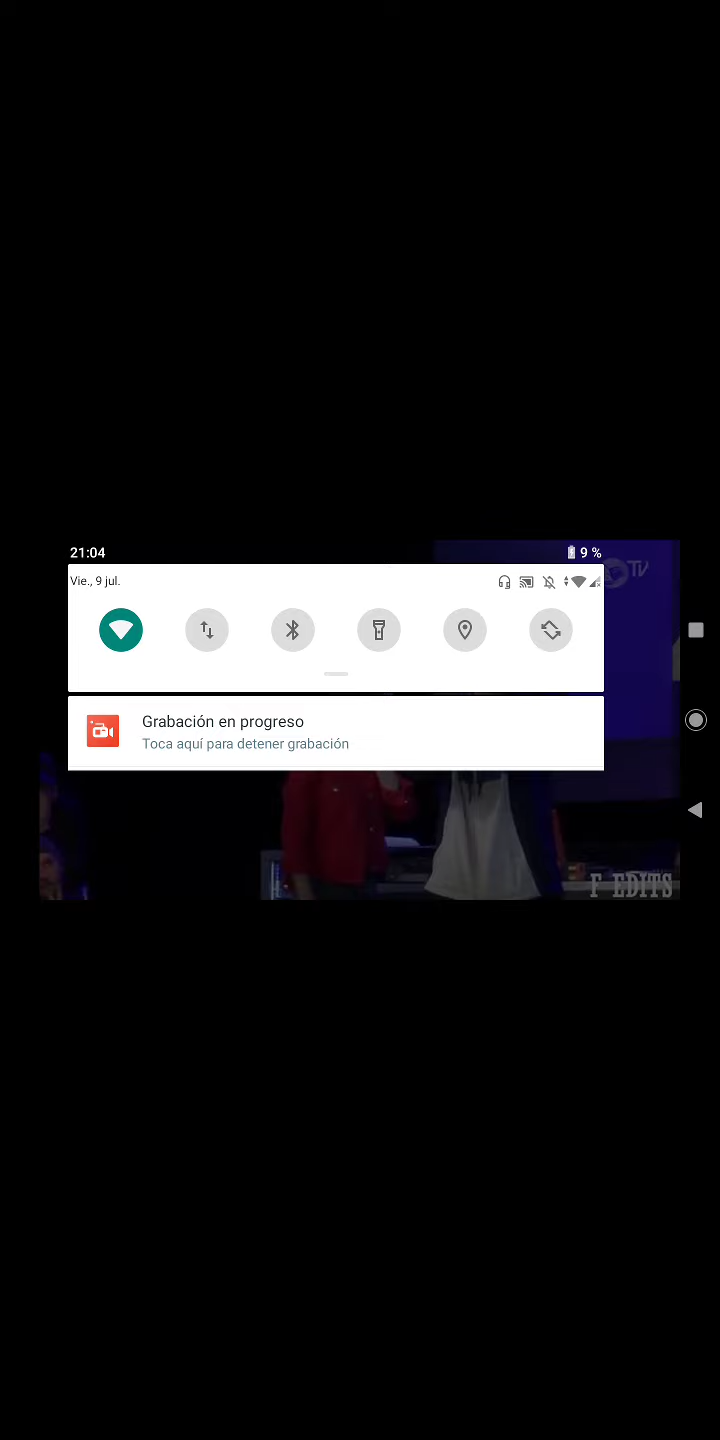 21:04
9 %
Vie., 9 jul.
TV
Grabación en progreso
Toca aquí para detener grabación
F EDITS